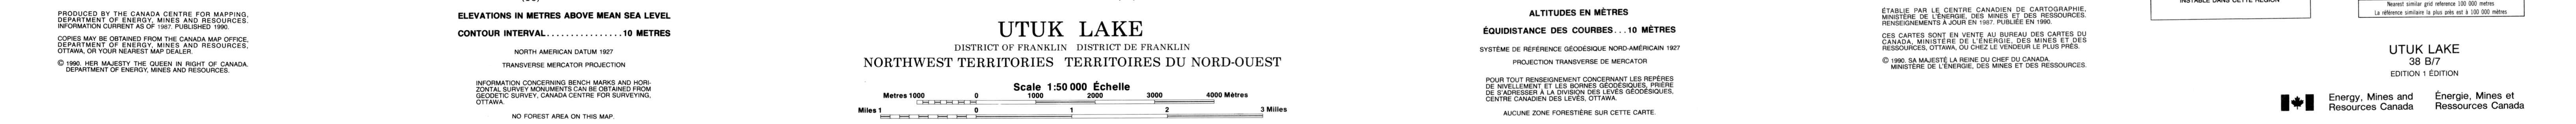 PRODUCED BY THE CANADA CENTRE FOR MAPPING,
DEPARTMENT OF ENERGY, MINES AND RESOURCES.
INFORMATION CURRENT AS OF 1987. PUBLISHED 1990.
COPIES MAY BE OBTAINED FROM THE CANADA MAP OFFICE,
DEPARTMENT OF ENERGY, MINES AND RESOURCES,
OTTAWA, OR YOUR NEAREST MAP DEALER.
© 1990. HER MAJESTY THE QUEEN IN RIGHT OF CANADA.
DEPARTMENT OF ENERGY, MINES AND RESOURCES.
ELEVATIONS IN METRES ABOVE MEAN SEA LEVEL
CONTOUR INTERVAL................10 METRES
NORTH AMERICAN DATUM 1927
TRANSVERSE MERCATOR PROJECTION
INFORMATION CONCERNING BENCH MARKS AND HORI-
ZONTAL SURVEY MONUMENTS CAN BE OBTAINED FROM
GEODETIC SURVEY, CANADA CENTRE FOR SURVEYING,
OTTAWA.
NO FOREST AREA ON THIS MAP.
UTUK LAKE
DISTRICT OF FRANKLIN DISTRICT DE FRANKLIN
NORTHWEST TERRITORIES TERRITOIRES DU NORD-OUEST
Scale 1:50 000 Échelle
Metres 1000 0 1000 2000 3000 4000 Mètres
Miles 1 0 1 2 3 Milles
ALTITUDES EN MÈTRES
ÉQUIDISTANCE DES COURBES...10 MÈTRES
SYSTÈME DE RÉFÉRENCE GÉODÉSIQUE NORD-AMÉRICAIN 1927
PROJECTION TRANSVERSE DE MERCATOR
POUR TOUT RENSEIGNEMENT CONCERNANT LES REPÈRES
DE NIVELLEMENT ET LES BORNES GÉODÉSIQUES, PRIÈRE
DE S'ADRESSER À LA DIVISION DES LEVÉS GÉODÉSIQUES,
CENTRE CANADIEN DES LEVÉS, OTTAWA.
AUCUNE ZONE FORESTIÈRE SUR CETTE CARTE.
ÉTABLIE PAR LE CENTRE CANADIEN DE CARTOGRAPHIE,
MINISTÈRE DE L'ÉNERGIE, DES MINES ET DES RESSOURCES.
RENSEIGNEMENTS À JOUR EN 1987. PUBLIÉE EN 1990.
CES CARTES SONT EN VENTE AU BUREAU DES CARTES DU
CANADA, MINISTÈRE DE L'ÉNERGIE, DES MINES ET DES
RESSOURCES, OTTAWA, OU CHEZ LE VENDEUR LE PLUS PRÈS.
© 1990. SA MAJESTÉ LA REINE DU CHEF DU CANADA.
MINISTÈRE DE L'ÉNERGIE, DES MINES ET DES RESSOURCES.
INSTABLE DANS CETTE RÉGION
Nearest similar grid reference 100 000 metres
La référence similaire la plus près est à 100 000 mètres
UTUK LAKE
38 B/7
EDITION 1 ÉDITION
Energy, Mines and
Resources Canada
Énergie, Mines et
Ressources Canada